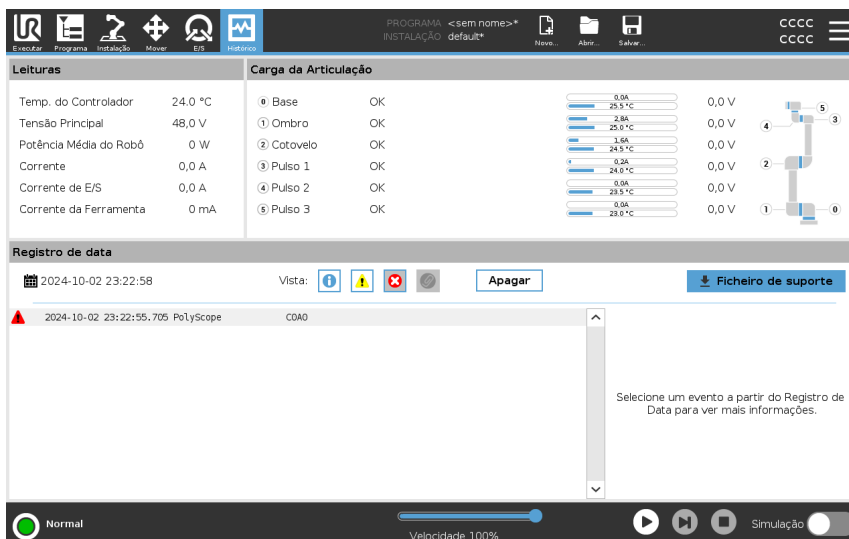 UR
PROGRAMA <sem nome>*
INSTALAÇÃO default*
cccc
cccc
Executar Programa Instalação Mover E/S Histórico
Novo... Abrir... Salvar...
Leituras
Carga da Articulação
Temp. do Controlador 24.0 °C
Tensão Principal 48,0 V
Potência Média do Robô 0 W
Corrente 0,0 A
Corrente de E/S 0,0 A
Corrente da Ferramenta 0 mA
0 Base OK 0,0A 25.5 °C 0,0 V
1 Ombro OK 2,8A 25.0 °C 0,0 V
2 Cotovelo OK 1,6A 24.5 °C 0,0 V
3 Pulso 1 OK 0,2A 24.0 °C 0,0 V
4 Pulso 2 OK 0,0A 23.5 °C 0,0 V
5 Pulso 3 OK 0,0A 23.0 °C 0,0 V
5
3
4
2
1
0
Registro de data
2024-10-02 23:22:58 Vista: Apagar Ficheiro de suporte
2024-10-02 23:22:55.705 PolyScope C0A0
Selecione um evento a partir do Registro de
Data para ver mais informações.
Normal
Velocidade 100%
Simulação